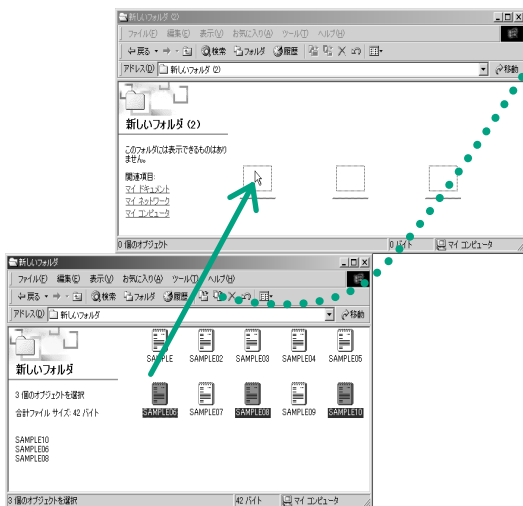 新しいフォルダ (2)
ファイル(F) 編集(E) 表示(V) お気に入り(A) ツール(T) ヘルプ(H)
戻る 検索 フォルダ 履歴
アドレス(D) 新しいフォルダ (2) 移動
新しいフォルダ (2)
このフォルダには表示できるものはあり
ません。
関連項目:
マイ ドキュメント
マイ ネットワーク
マイ コンピュータ
0 個のオブジェクト 0 バイト マイ コンピュータ
新しいフォルダ
ファイル(F) 編集(E) 表示(V) お気に入り(A) ツール(T) ヘルプ(H)
戻る 検索 フォルダ 履歴
アドレス(D) 新しいフォルダ 移動
新しいフォルダ
3 個のオブジェクトを選択
合計ファイル サイズ: 42 バイト
SAMPLE10
SAMPLE06
SAMPLE08
SAMPLE SAMPLE02 SAMPLE03 SAMPLE04 SAMPLE05
SAMPLE06 SAMPLE07 SAMPLE08 SAMPLE09 SAMPLE10
3 個のオブジェクトを選択 42 バイト マイ コンピュータ